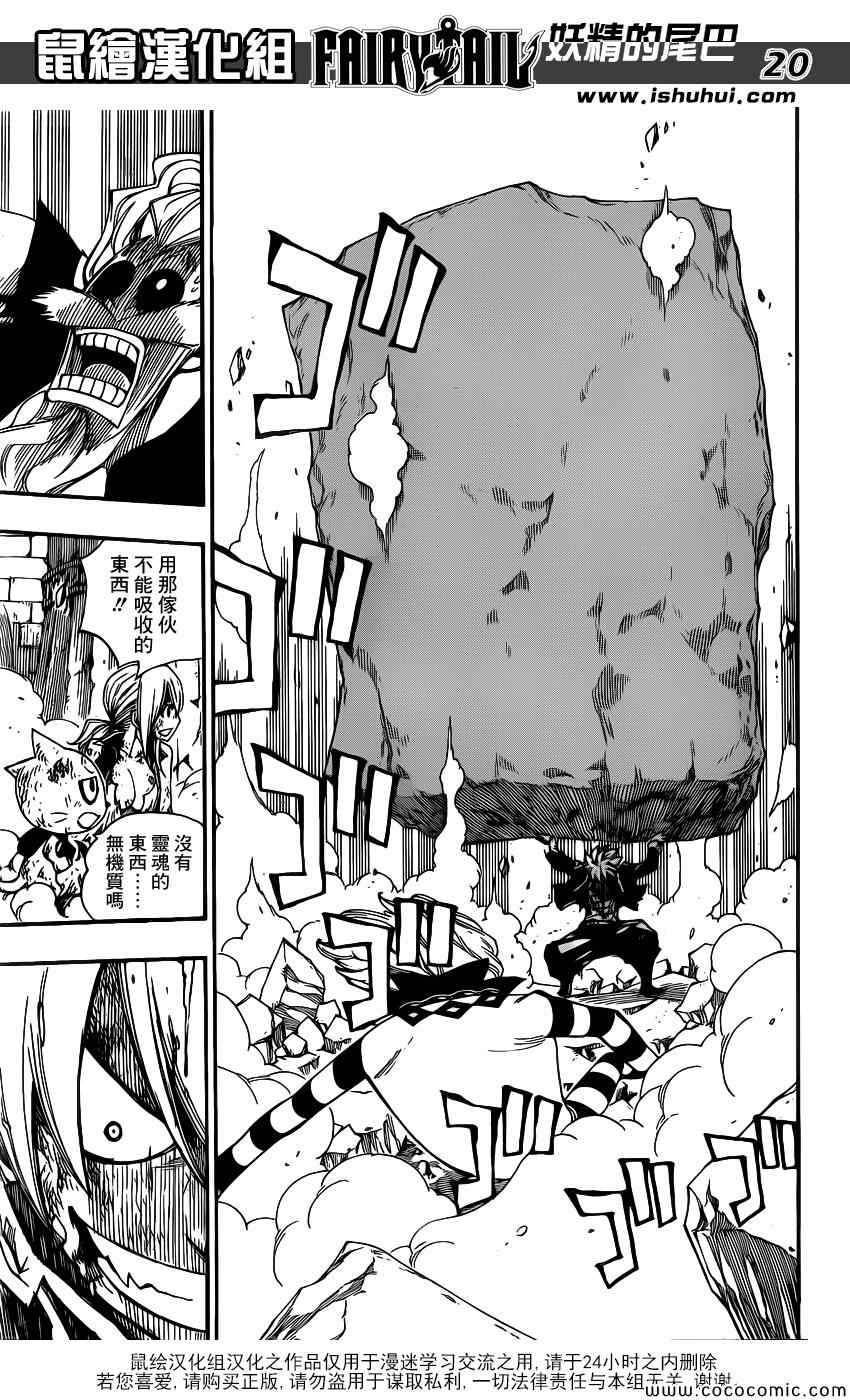 鼠繪漢化組
FAIRY TAIL
妖精的尾巴
20
www.ishuhui.com
ゴゴゴゴゴゴゴ
用那傢伙
不能吸收的
東西!!
沒有
靈魂的
東西……
無機質嗎
鼠绘汉化组汉化之作品仅用于漫迷学习交流之用, 请于24小时之内删除
若您喜爱, 请购买正版, 请勿用于谋取私利, 一切法律责任与本组无关, 谢谢.
www.cococomic.com